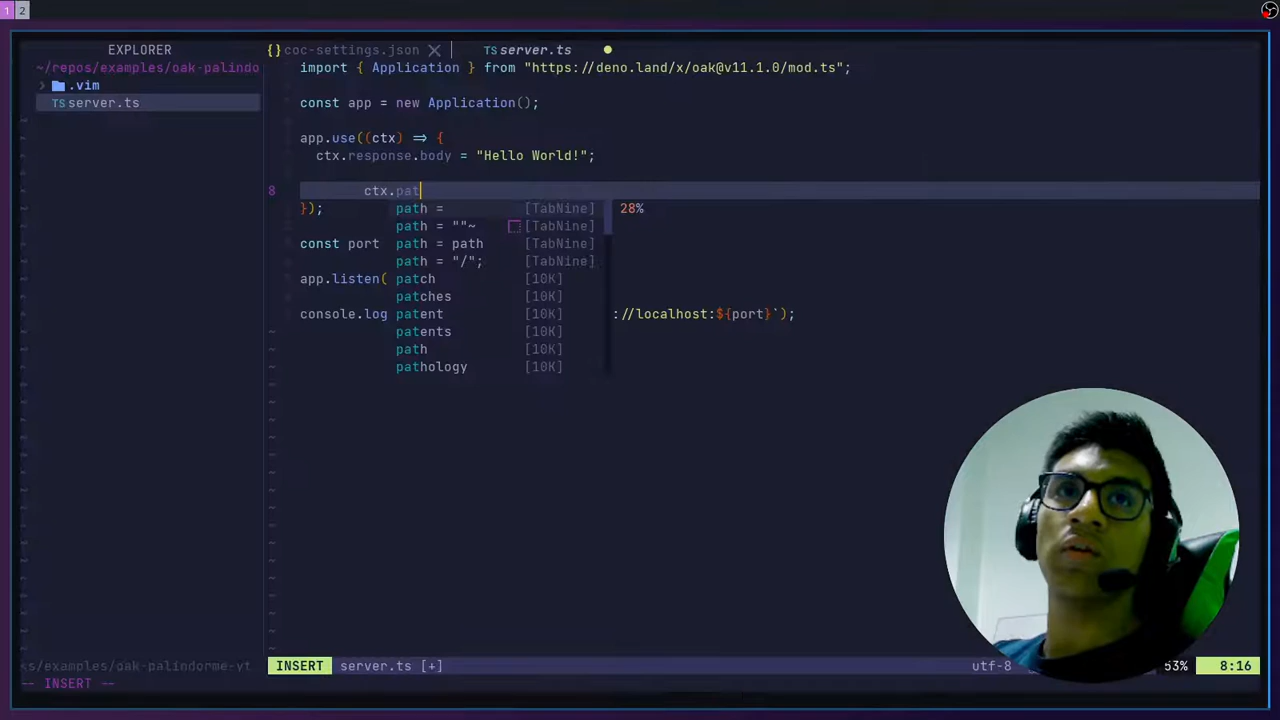 1 2
EXPLORER
~/repos/examples/oak-palindo
.vim
TS server.ts
{} coc-settings.json
TS server.ts
import { Application } from "https://deno.land/x/oak@v11.1.0/mod.ts";
const app = new Application();
app.use((ctx) => {
ctx.response.body = "Hello World!";
8 ctx.pat
path = [TabNine] 28%
});
path = ""~ [TabNine]
const port
path = path [TabNine]
path = "/"; [TabNine]
app.listen(
patch [10K]
patches [10K]
console.log
patent [10K]
://localhost:${port}`);
patents [10K]
path [10K]
pathology [10K]
s/examples/oak-palindorme-yt
INSERT server.ts [+]
utf-8
53% 8:16
-- INSERT --